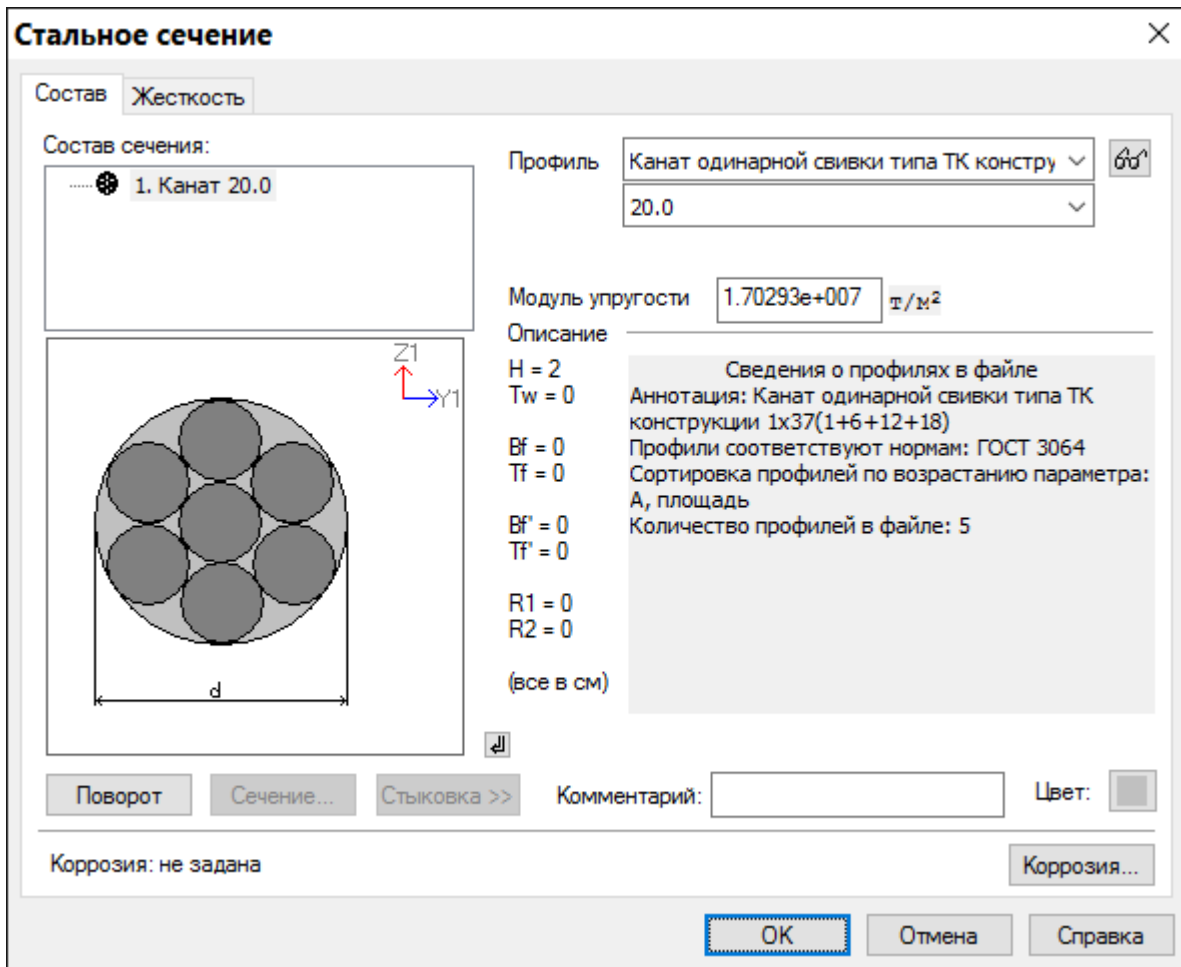 Стальное сечение
Состав
Жесткость
Состав сечения:
1. Канат 20.0
Профиль
Канат одинарной свивки типа ТК констру
20.0
Модуль упругости
1.70293e+007
т/м²
Описание
H = 2
Tw = 0
Bf = 0
Tf = 0
Bf" = 0
Tf" = 0
R1 = 0
R2 = 0
(все в см)
Сведения о профилях в файле
Аннотация: Канат одинарной свивки типа ТК
конструкции 1x37(1+6+12+18)
Профили соответствуют нормам: ГОСТ 3064
Сортировка профилей по возрастанию параметра:
A, площадь
Количество профилей в файле: 5
Z1
Y1
d
Поворот
Сечение...
Стыковка >>
Комментарий:
Цвет:
Коррозия: не задана
Коррозия...
OK
Отмена
Справка